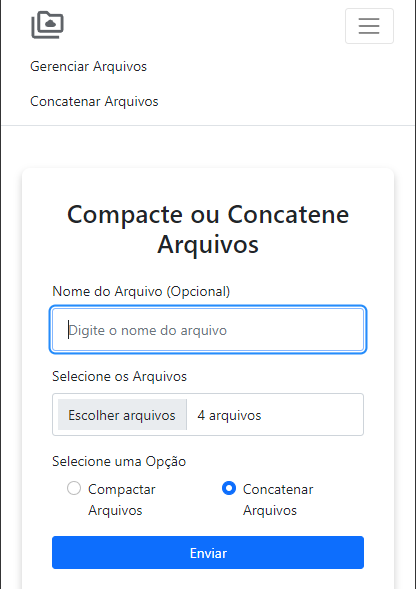 Gerenciar Arquivos
Concatenar Arquivos
Compacte ou Concatene
Arquivos
Nome do Arquivo (Opcional)
Digite o nome do arquivo
Selecione os Arquivos
Escolher arquivos 4 arquivos
Selecione uma Opção
Compactar
Arquivos
Concatenar
Arquivos
Enviar